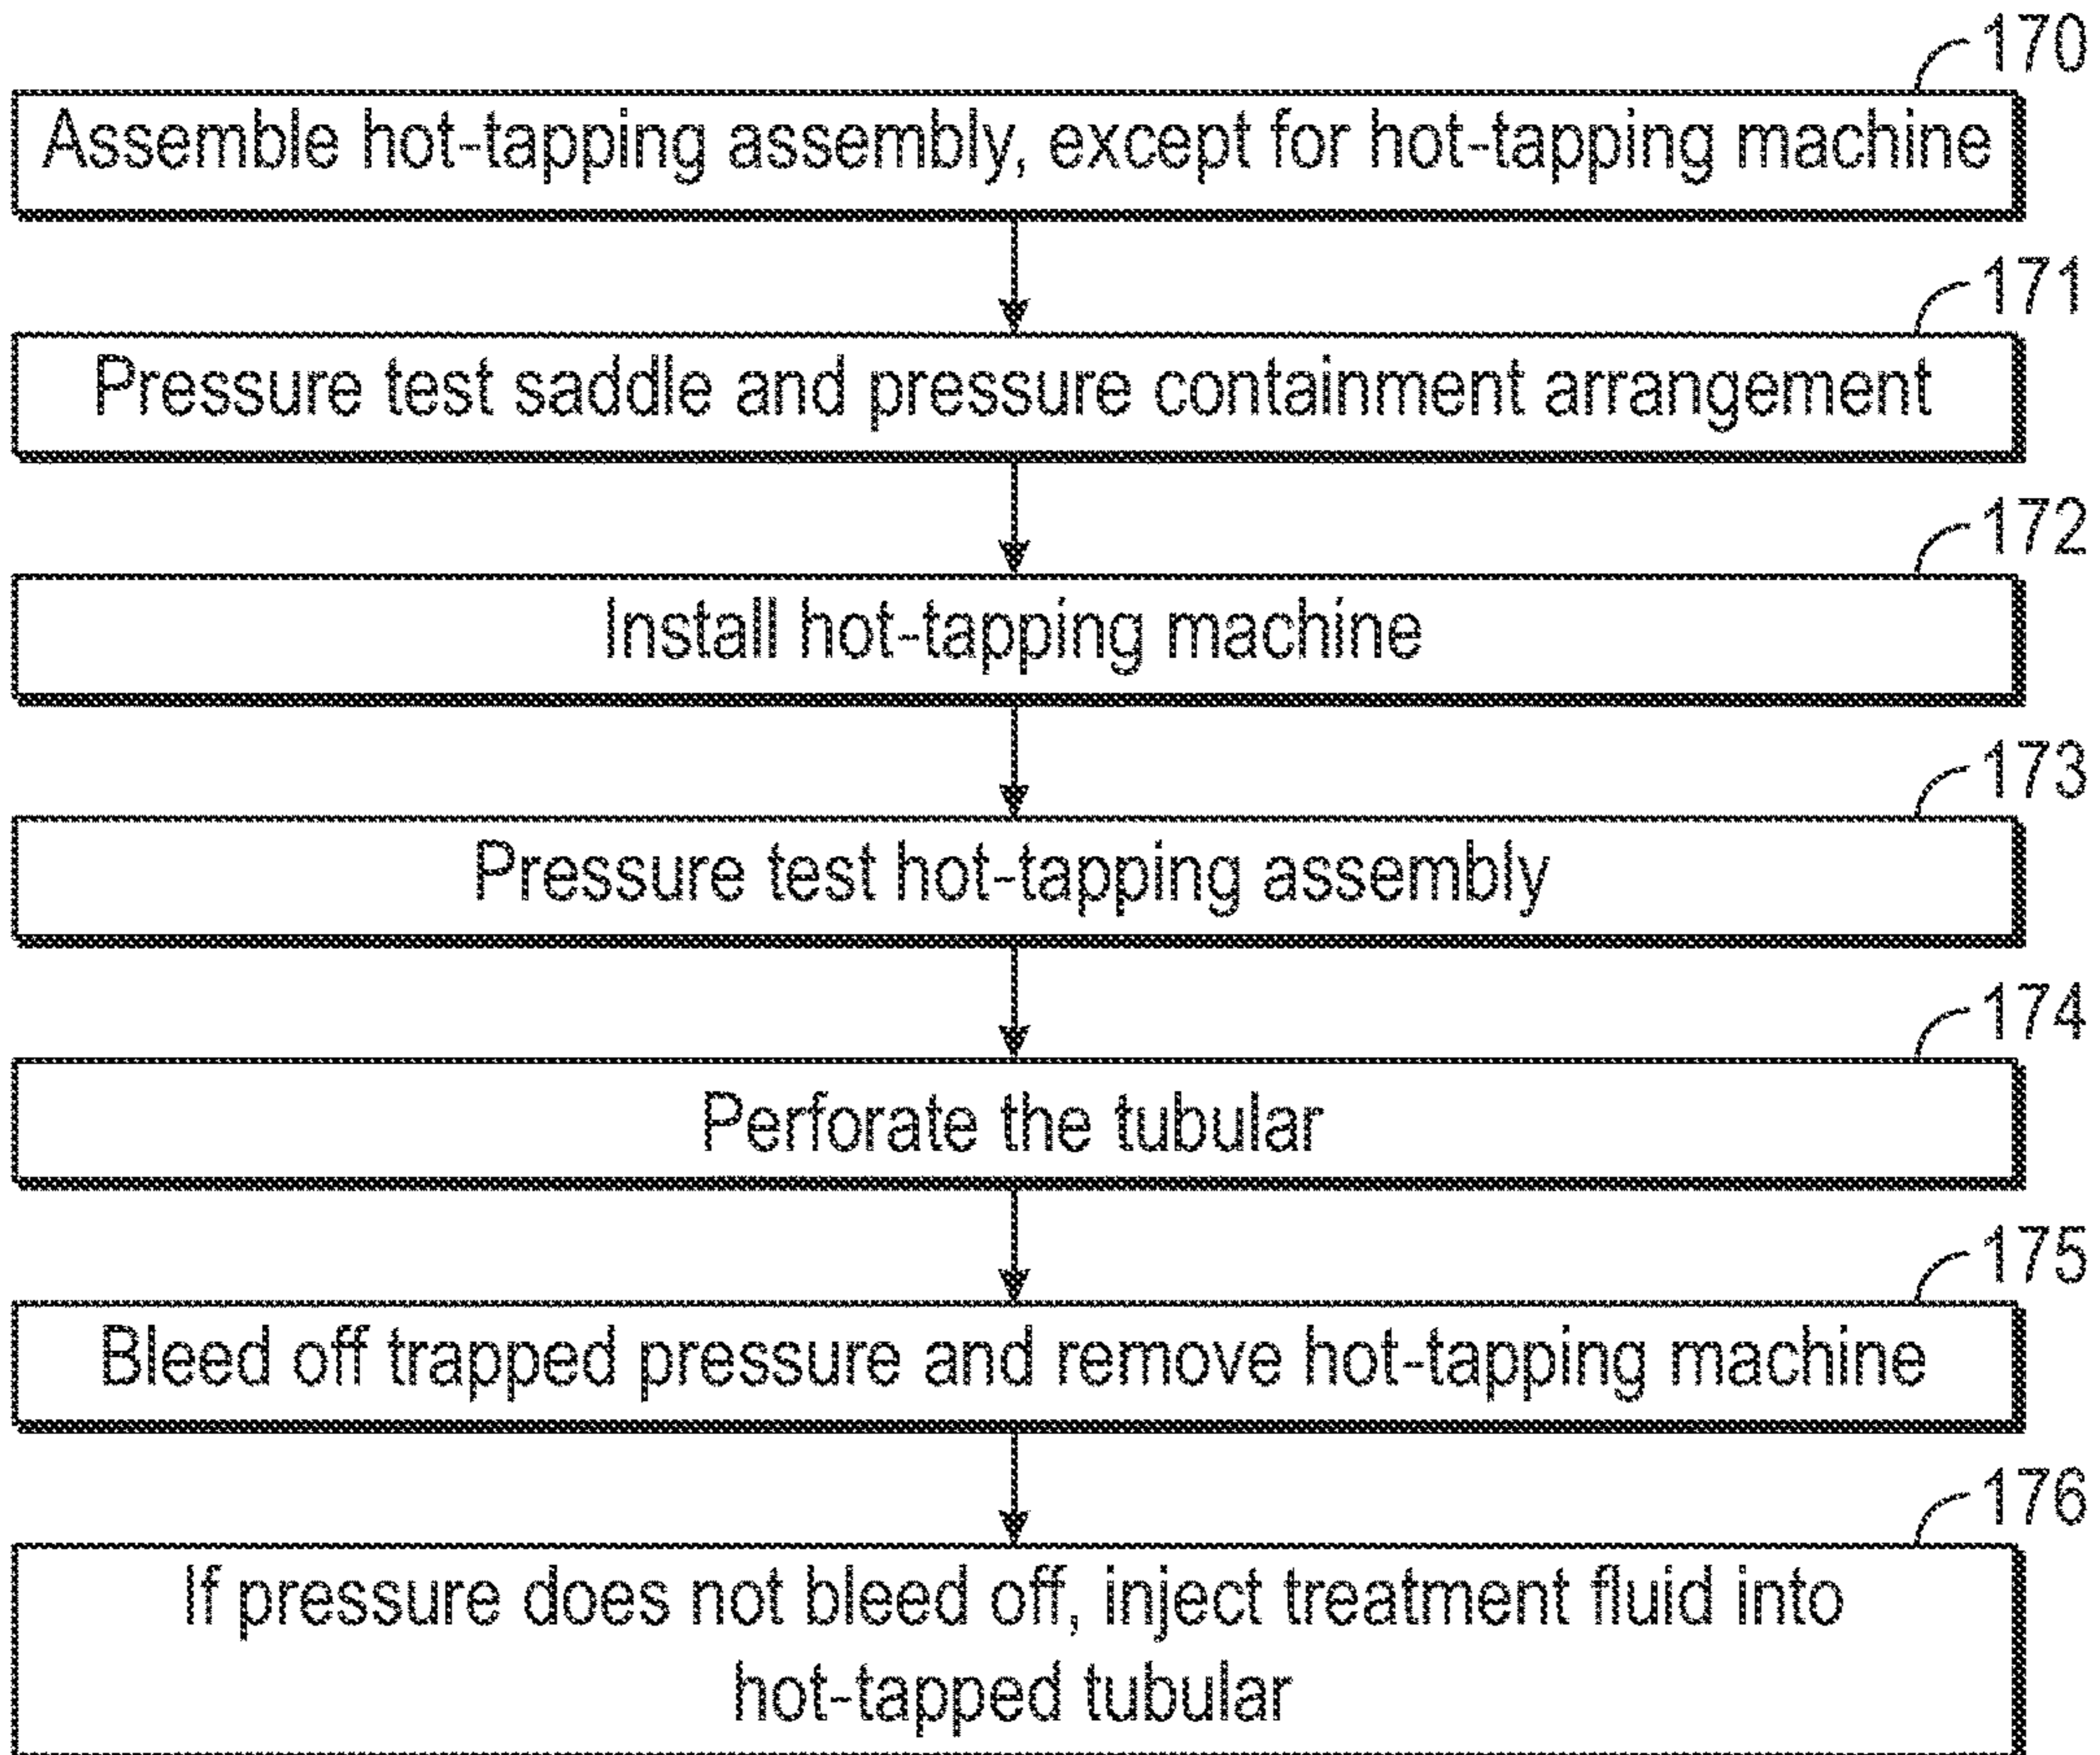 170
Assemble hot-tapping assembly, except for hot-tapping machine
171
Pressure test saddle and pressure containment arrangement
172
Install hot-tapping machine
173
Pressure test hot-tapping assembly
174
Perforate the tubular
175
Bleed off trapped pressure and remove hot-tapping machine
176
If pressure does not bleed off, inject treatment fluid into
hot-tapped tubular